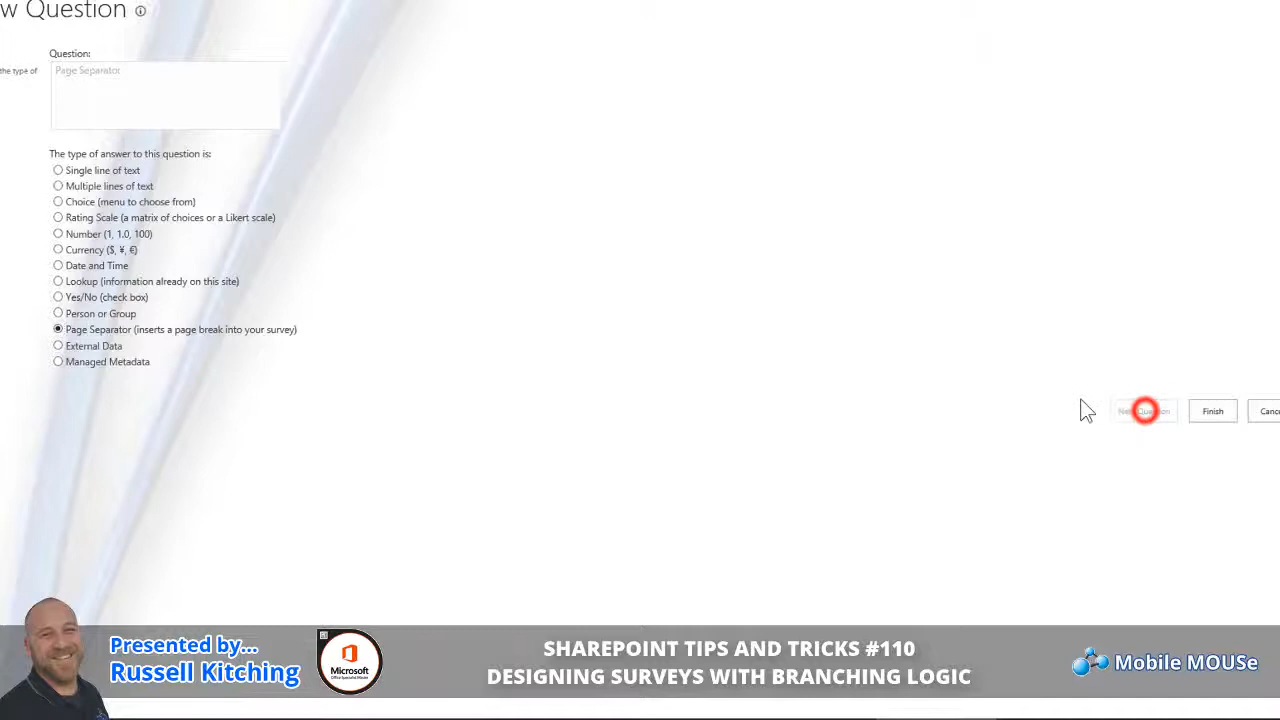 w Question
Question:
the type of
Page Separator
The type of answer to this question is:
Single line of text
Multiple lines of text
Choice (menu to choose from)
Rating Scale (a matrix of choices or a Likert scale)
Number (1, 1.0, 100)
Currency ($, ¥, €)
Date and Time
Lookup (information already on this site)
Yes/No (check box)
Person or Group
Page Separator (inserts a page break into your survey)
External Data
Managed Metadata
Finish
Canc
Presented by...
Russell Kitching
Microsoft
SHAREPOINT TIPS AND TRICKS #110
DESIGNING SURVEYS WITH BRANCHING LOGIC
Mobile MOUSe